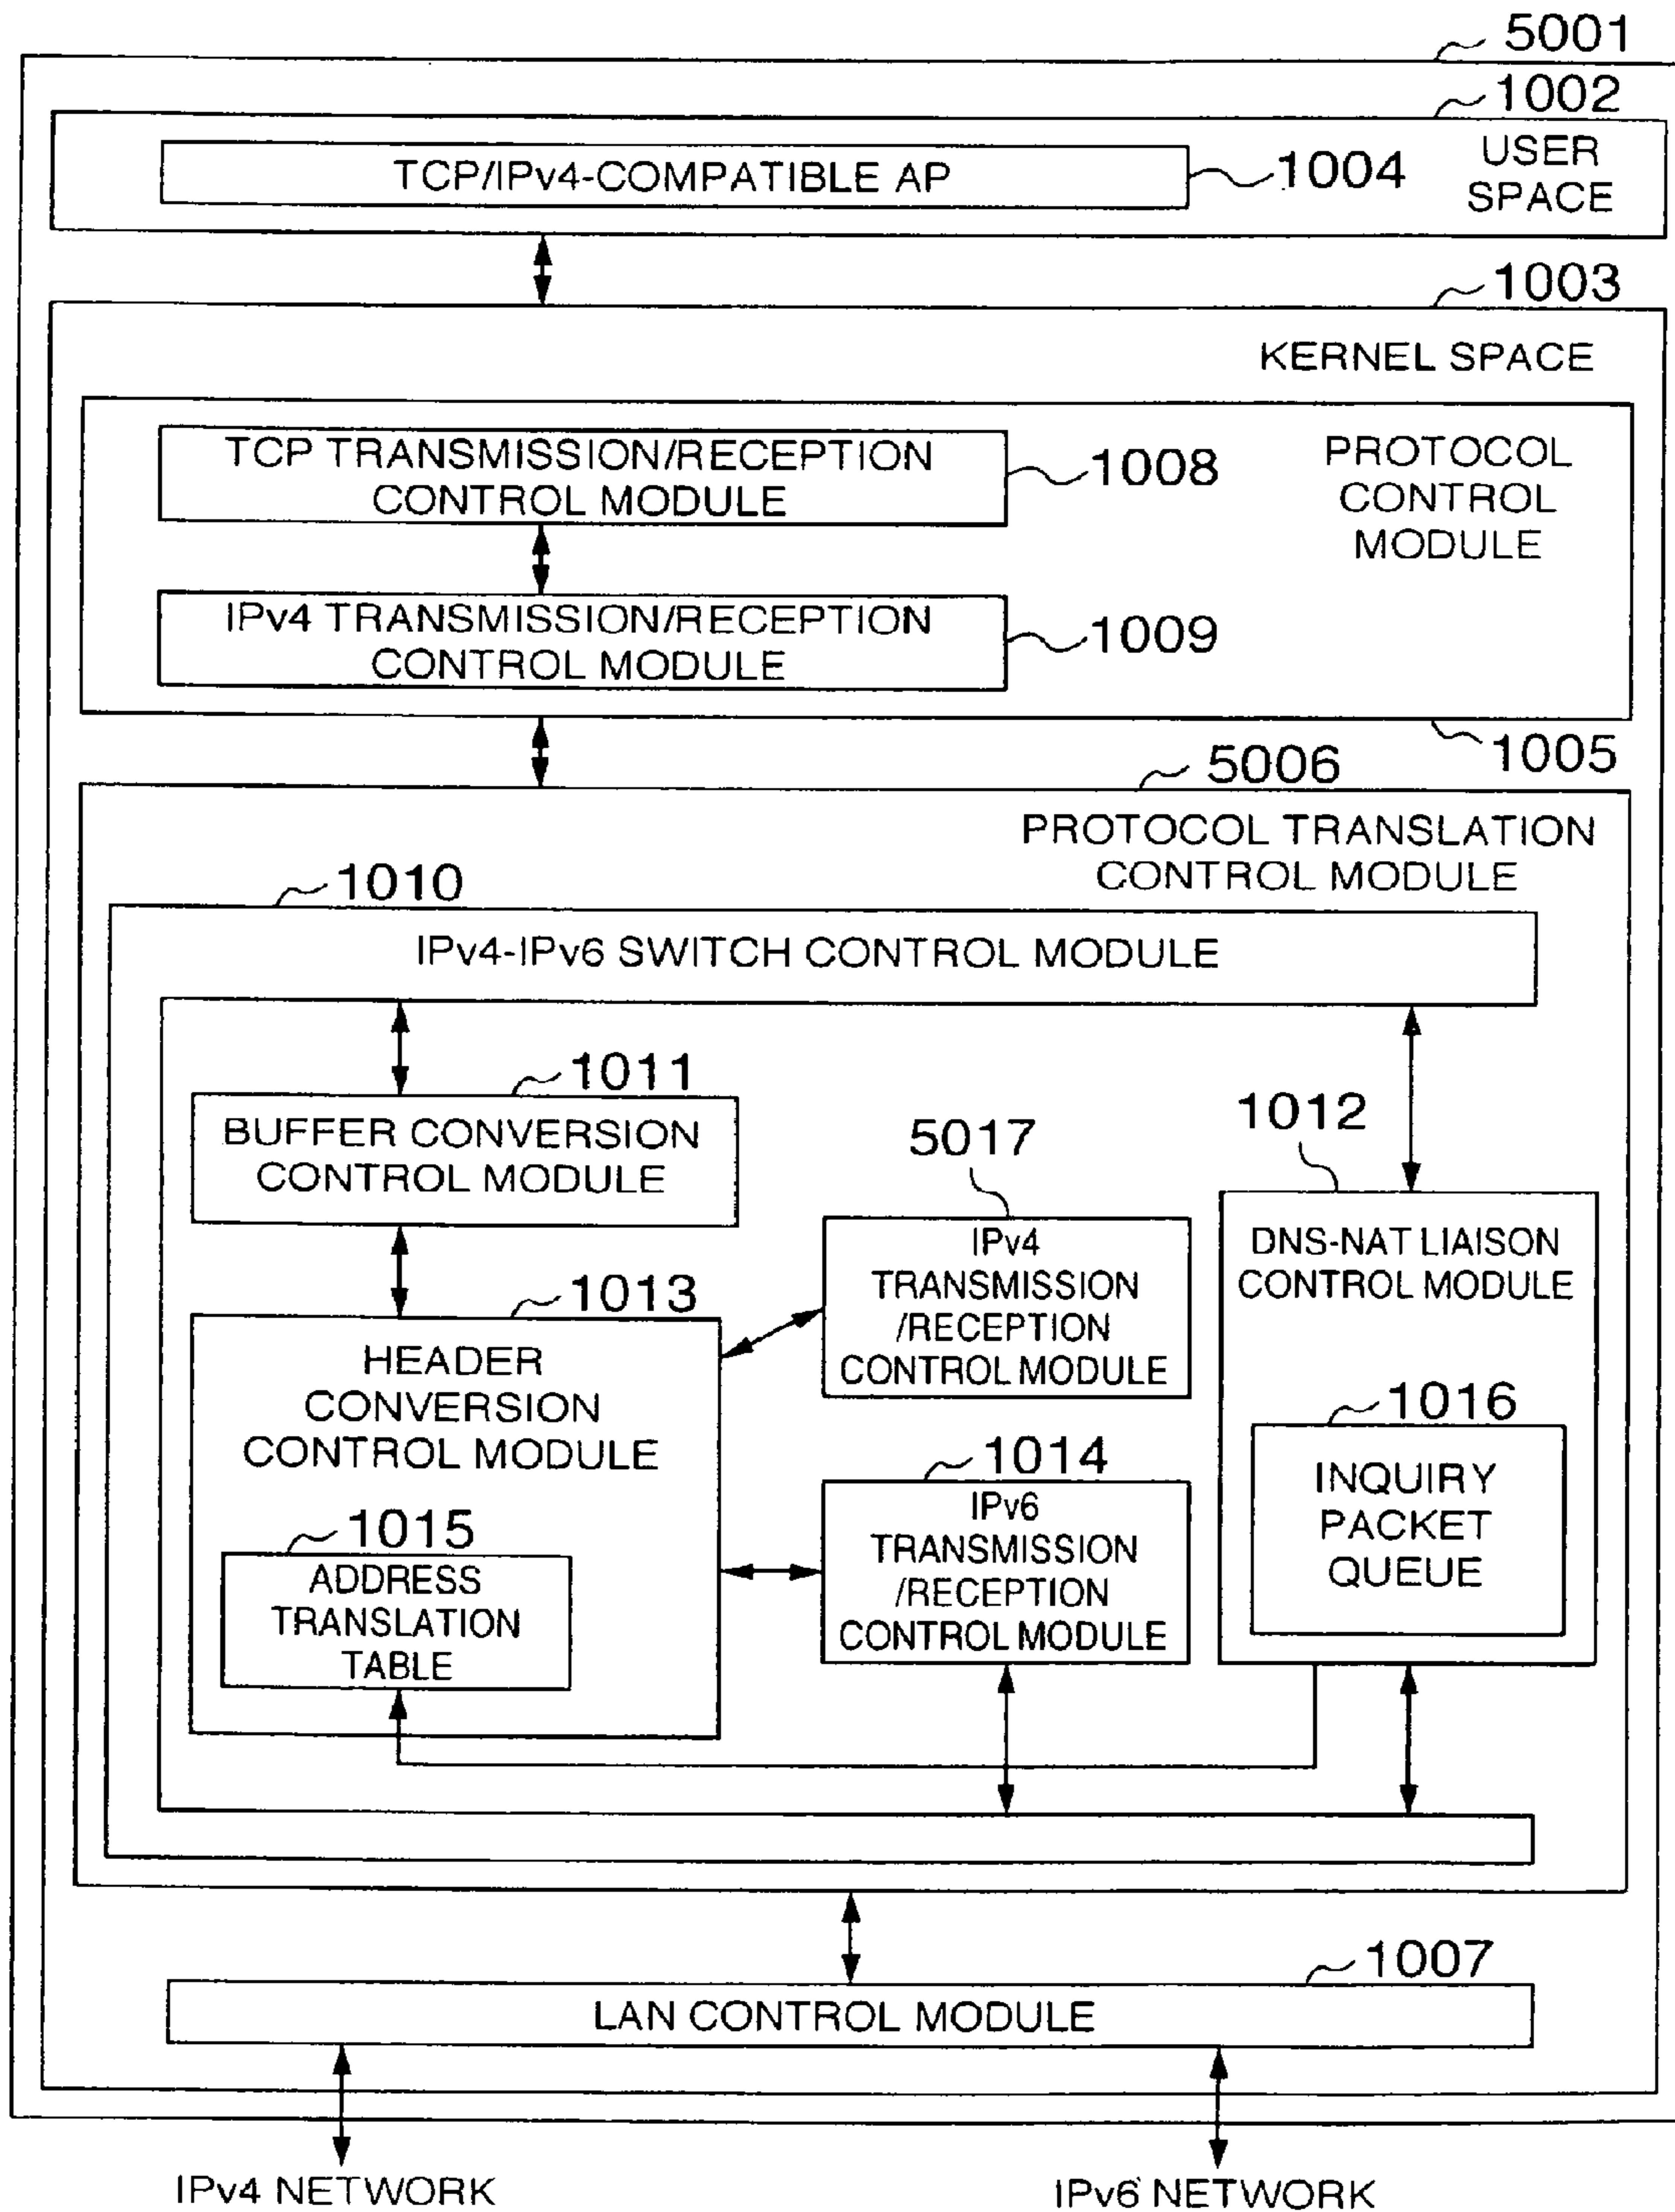 5001
1002
USER
SPACE
TCP/IPv4-COMPATIBLE AP
1004
1003
KERNEL SPACE
TCP TRANSMISSION/RECEPTION
CONTROL MODULE
1008
PROTOCOL
CONTROL
MODULE
IPv4 TRANSMISSION/RECEPTION
CONTROL MODULE
1009
1005
5006
PROTOCOL TRANSLATION
CONTROL MODULE
1010
IPv4-IPv6 SWITCH CONTROL MODULE
1011
BUFFER CONVERSION
CONTROL MODULE
5017
IPv4
TRANSMISSION
/RECEPTION
CONTROL MODULE
1012
DNS-NAT LIAISON
CONTROL MODULE
1013
HEADER
CONVERSION
CONTROL MODULE
1016
INQUIRY
PACKET
QUEUE
1014
IPv6
TRANSMISSION
/RECEPTION
CONTROL MODULE
1015
ADDRESS
TRANSLATION
TABLE
1007
LAN CONTROL MODULE
IPv4 NETWORK
IPv6 NETWORK